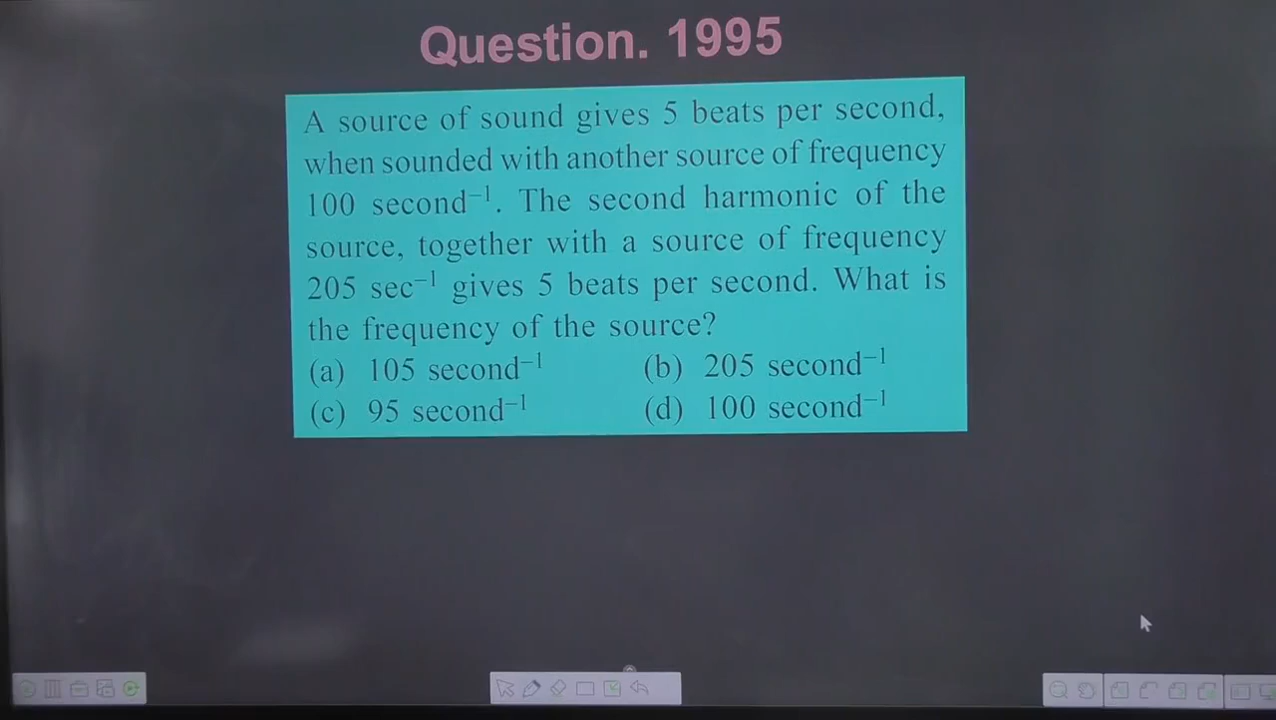 Question. 1995
A source of sound gives 5 beats per second,
when sounded with another source of frequency
100 second⁻¹. The second harmonic of the
source, together with a source of frequency
205 sec⁻¹ gives 5 beats per second. What is
the frequency of the source?
(a) 105 second⁻¹ (b) 205 second⁻¹
(c) 95 second⁻¹ (d) 100 second⁻¹